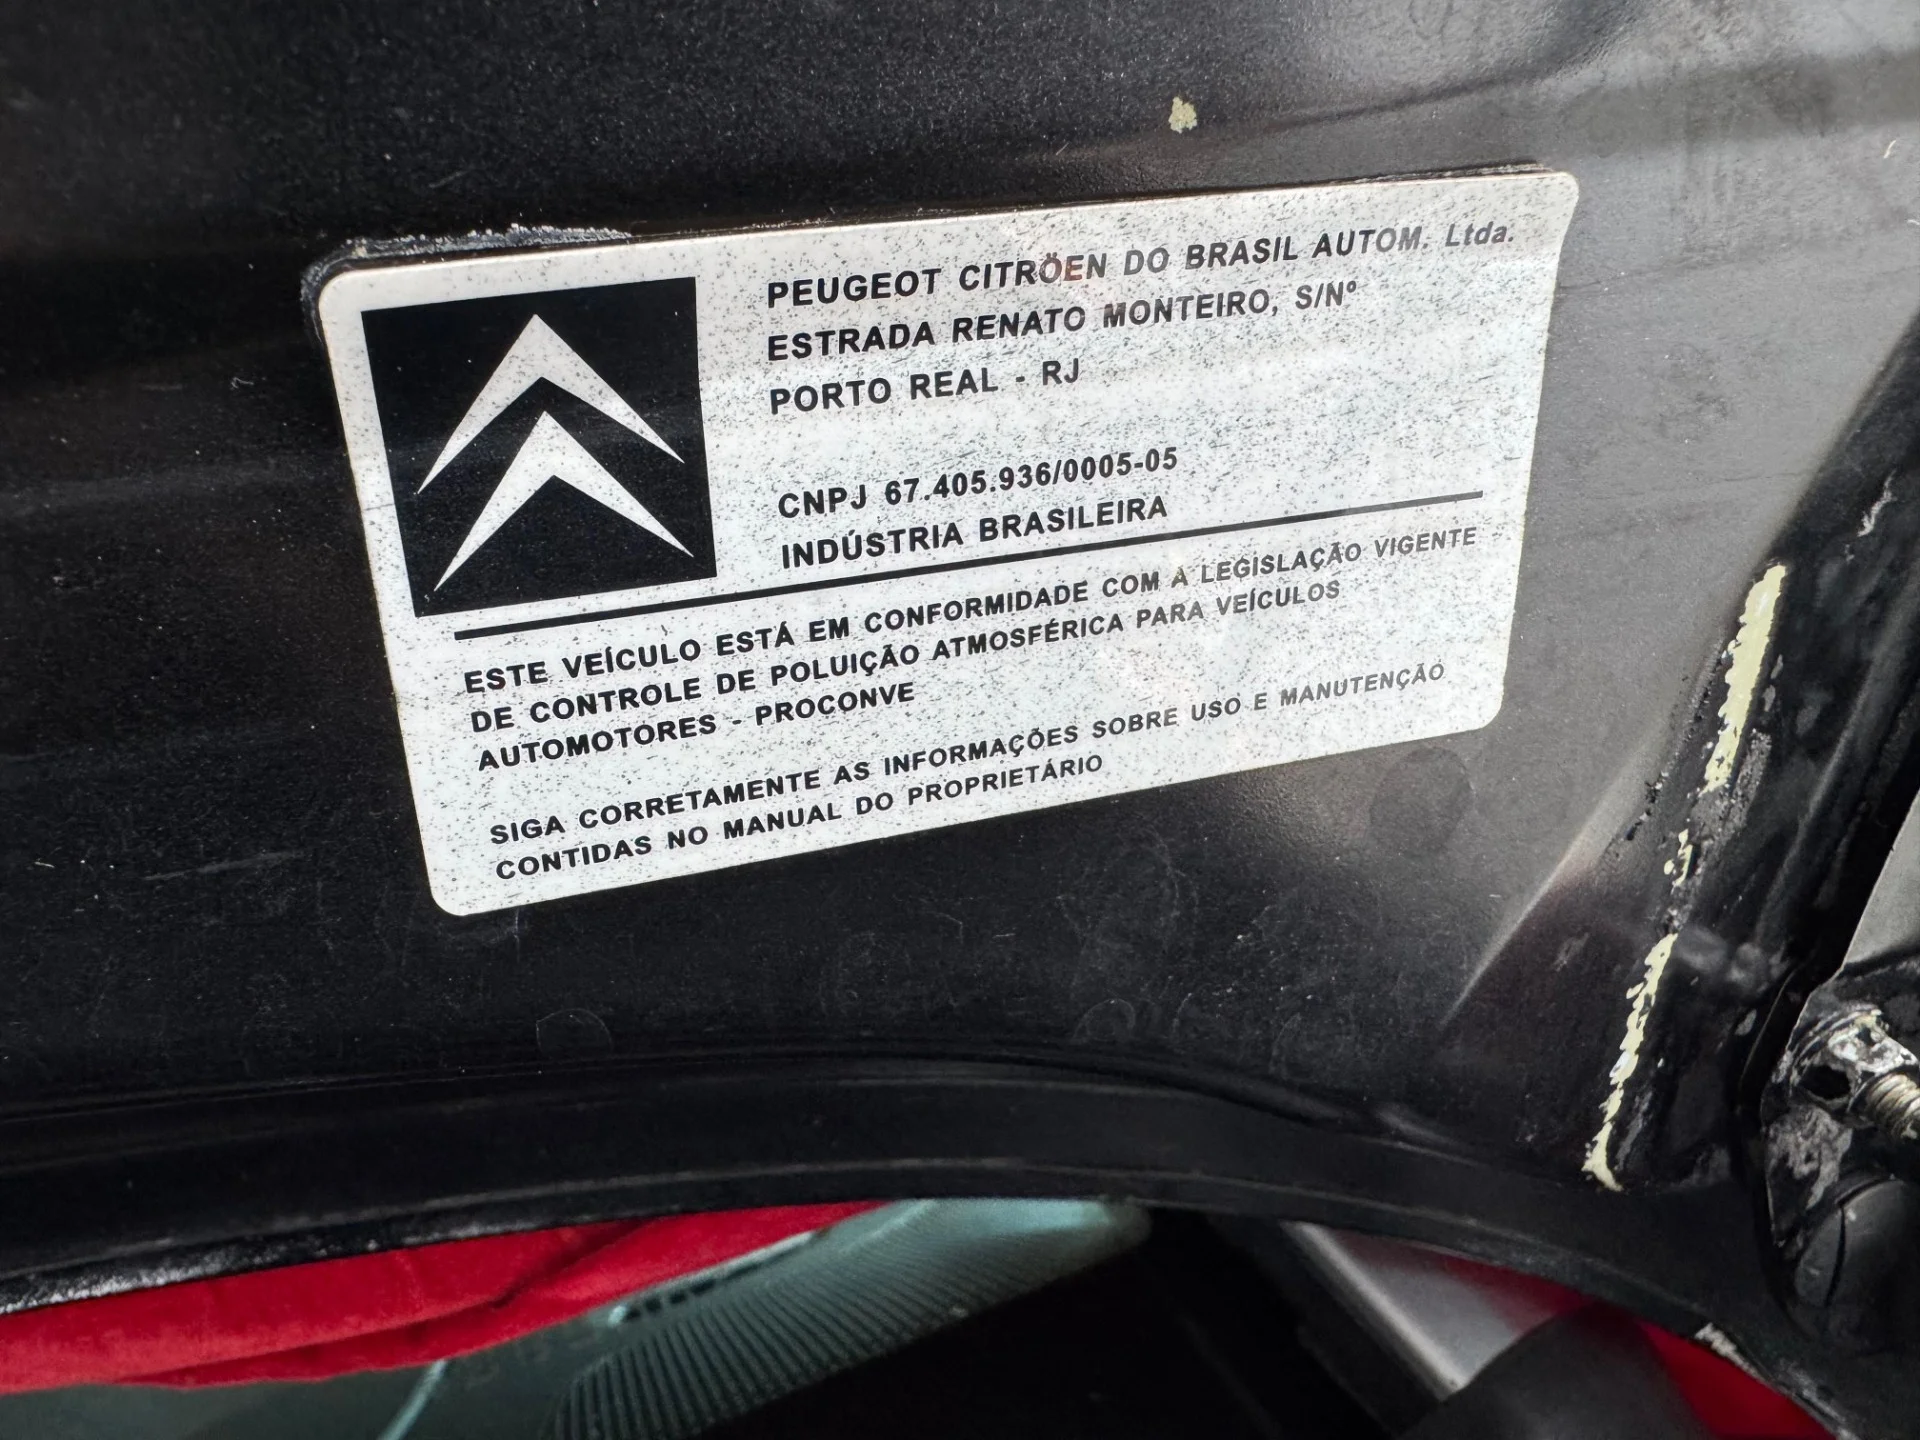 PEUGEOT CITRÖEN DO BRASIL AUTOM. Ltda.
ESTRADA RENATO MONTEIRO, S/Nº
PORTO REAL - RJ
CNPJ 67.405.936/0005-05
INDÚSTRIA BRASILEIRA
ESTE VEÍCULO ESTÁ EM CONFORMIDADE COM A LEGISLAÇÃO VIGENTE
DE CONTROLE DE POLUIÇÃO ATMOSFÉRICA PARA VEÍCULOS
AUTOMOTORES - PROCONVE
SIGA CORRETAMENTE AS INFORMAÇÕES SOBRE USO E MANUTENÇÃO
CONTIDAS NO MANUAL DO PROPRIETÁRIO